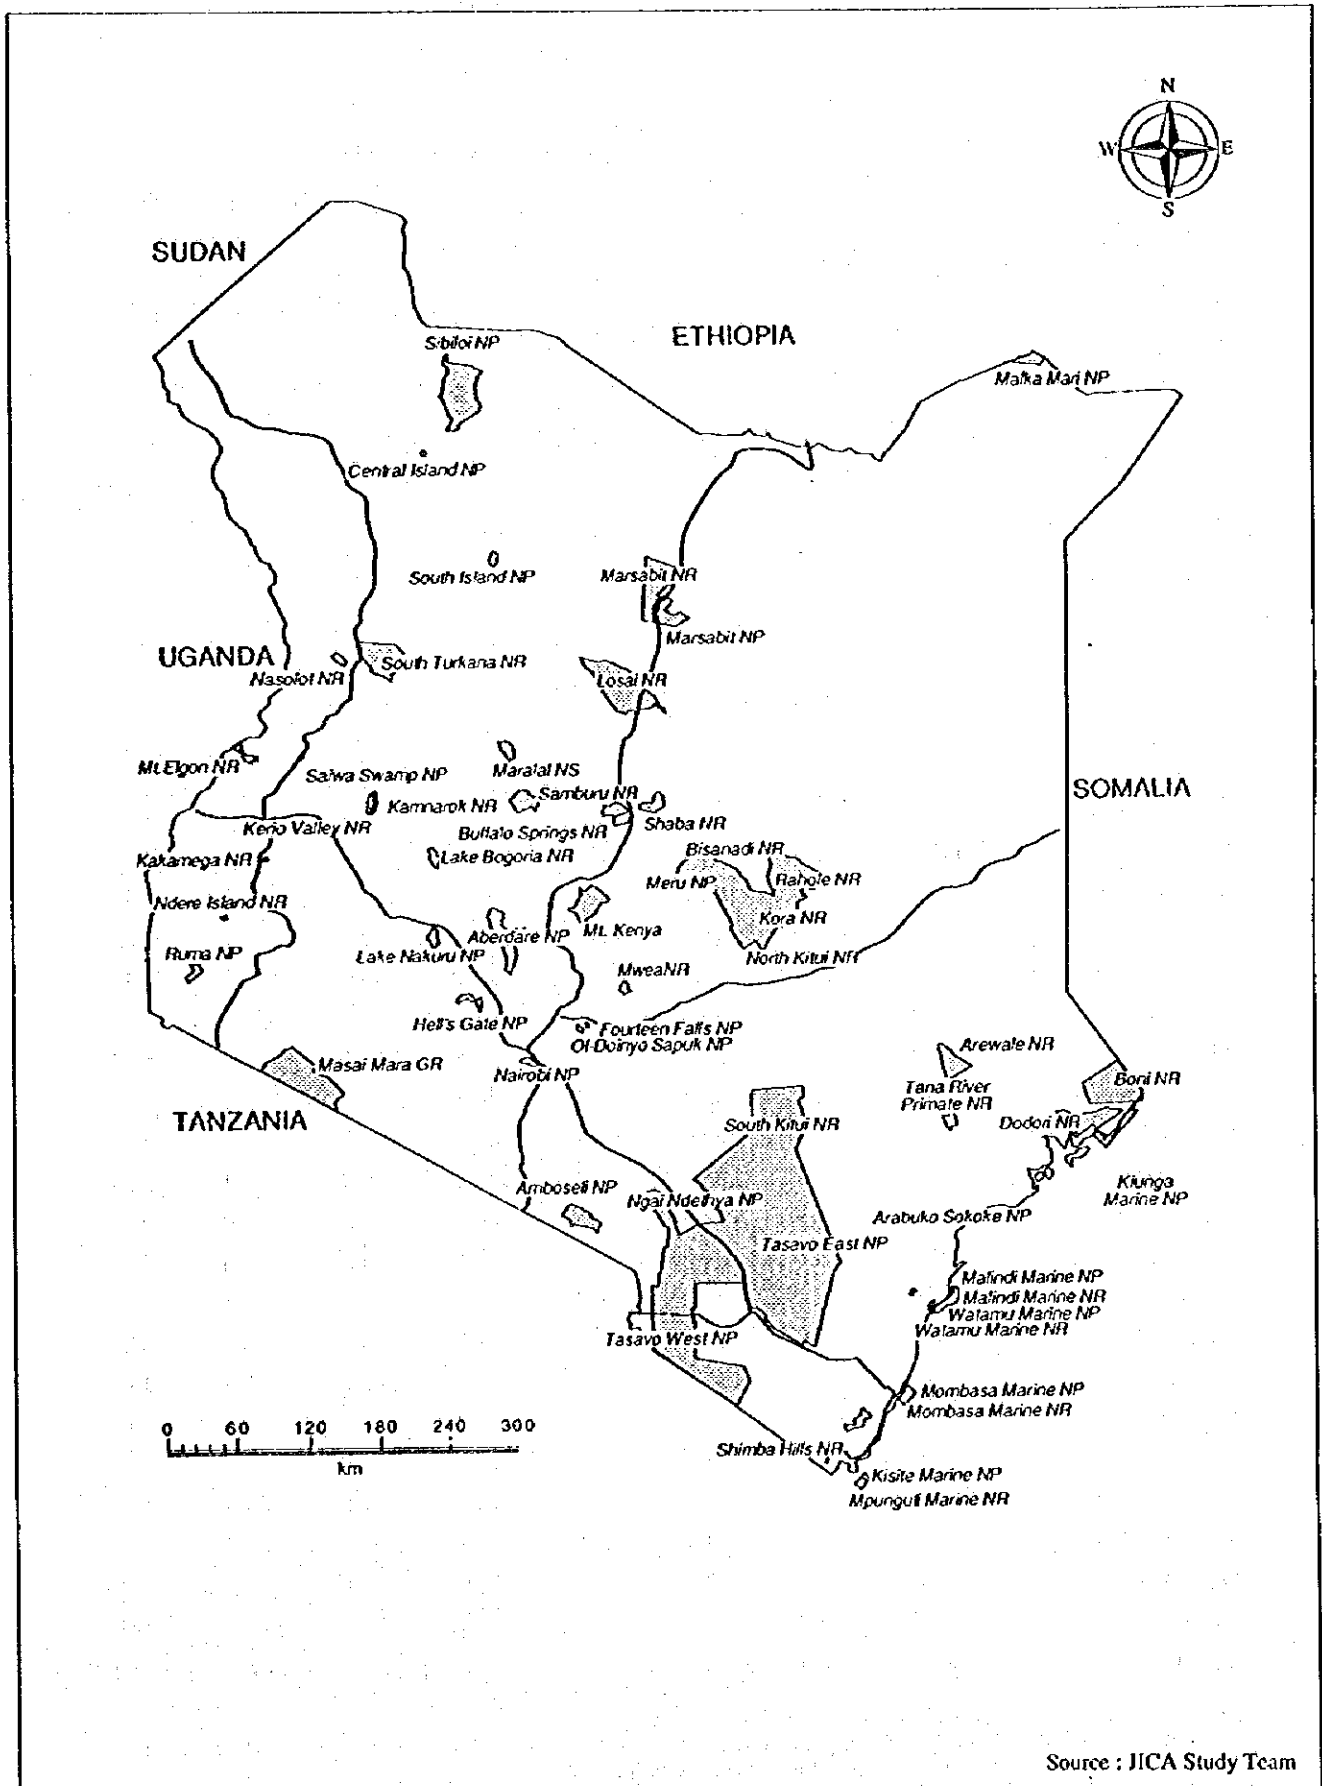 N
W E
S
SUDAN
ETHIOPIA
Sibiloi NP
Malka Mari NP
Central Island NP
South Island NP
Marsabit NR
Marsabit NP
UGANDA
South Turkana NR
Nasolot NR
Losai NR
Mt.Elgon NR
Saiwa Swamp NP
Maralal NS
Kamnarok NR
Samburu NR
SOMALIA
Kerio Valley NR
Buffalo Springs NR
Shaba NR
Kakamega NR
Lake Bogoria NR
Bisanadi NR
Meru NP
Rahole NR
Ndere Island NR
Kora NR
Aberdare NP
Mt. Kenya
Ruma NP
Lake Nakuru NP
North Kitui NR
MweaNR
Hell's Gate NP
Fourteen Falls NP
Ol-Doinyo Sapuk NP
Masai Mara GR
Nairobi NP
Arewale NR
Tana River
Primate NR
Boni NR
TANZANIA
South Kitui NR
Dodori NR
Amboseli NP
Ngai Ndethya NP
Kiunga
Marine NP
Arabuko Sokoke NP
Tasavo East NP
Malindi Marine NP
Malindi Marine NR
Watamu Marine NP
Watamu Marine NR
Tasavo West NP
Mombasa Marine NP
Mombasa Marine NR
0 60 120 180 240 300
km
Shimba Hills NR
Kisite Marine NP
Mpunguti Marine NR
Source : JICA Study Team